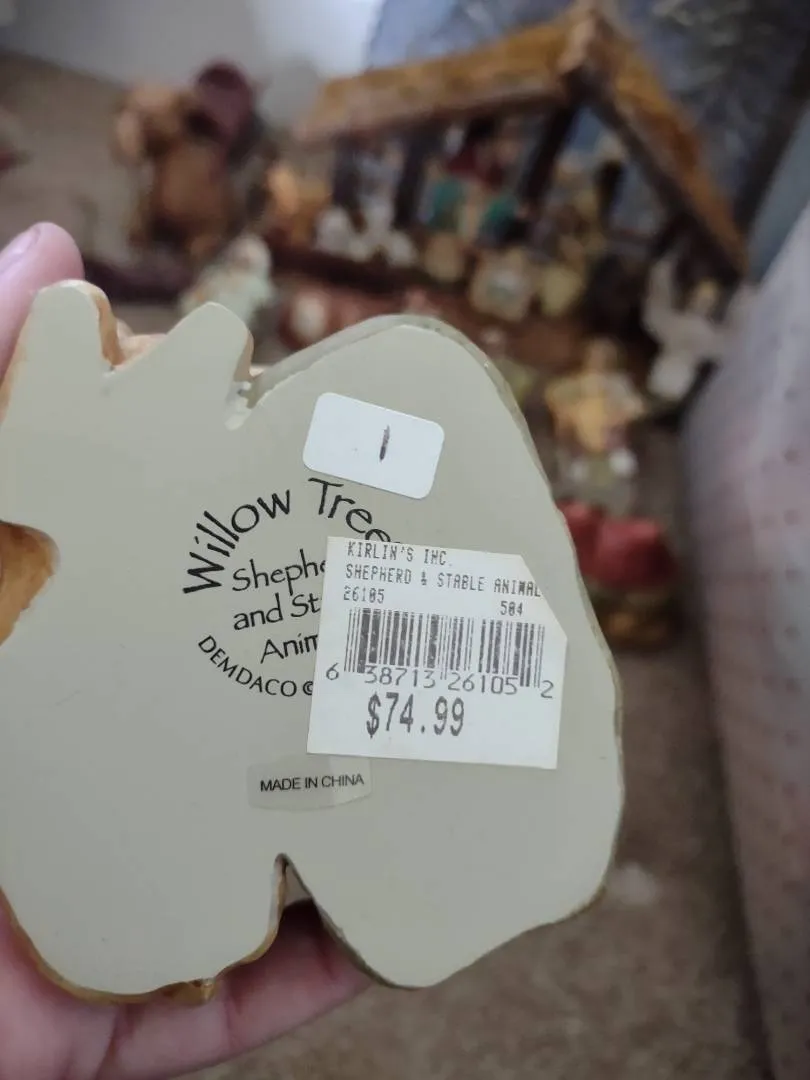 I
Willow Tree
Shephe
and St
Anim
DEMDACO ©
KIRLIN'S INC.
SHEPHERD & STABLE ANIMAL
26105
504
6 38713 26105 2
$74.99
MADE IN CHINA